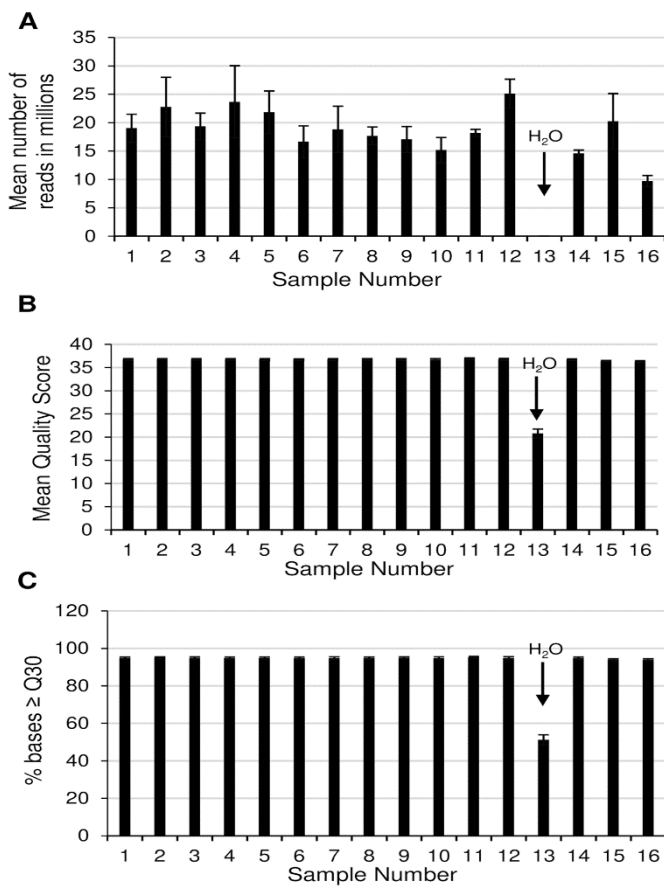 A
Mean number of
reads in millions
35
30
25
20
15
10
5
0
H₂O
1 2 3 4 5 6 7 8 9 10 11 12 13 14 15 16
Sample Number
B
Mean Quality Score
40
35
30
25
20
15
10
5
0
H₂O
1 2 3 4 5 6 7 8 9 10 11 12 13 14 15 16
Sample Number
C
% bases ≥ Q30
120
100
80
60
40
20
0
H₂O
1 2 3 4 5 6 7 8 9 10 11 12 13 14 15 16
Sample Number